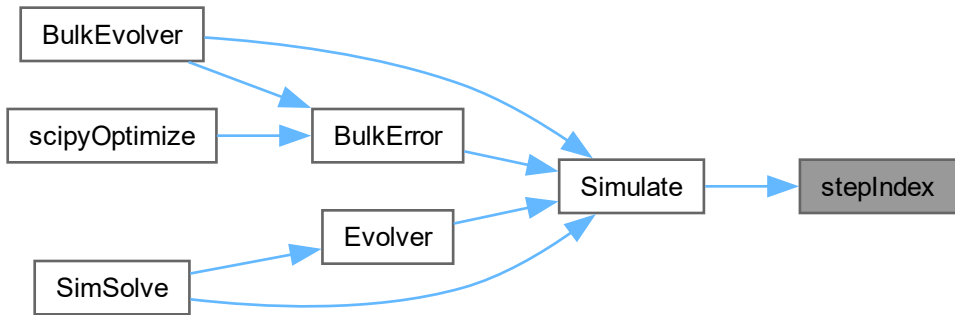 BulkEvolver
scipyOptimize
BulkError
Simulate
stepIndex
Evolver
SimSolve